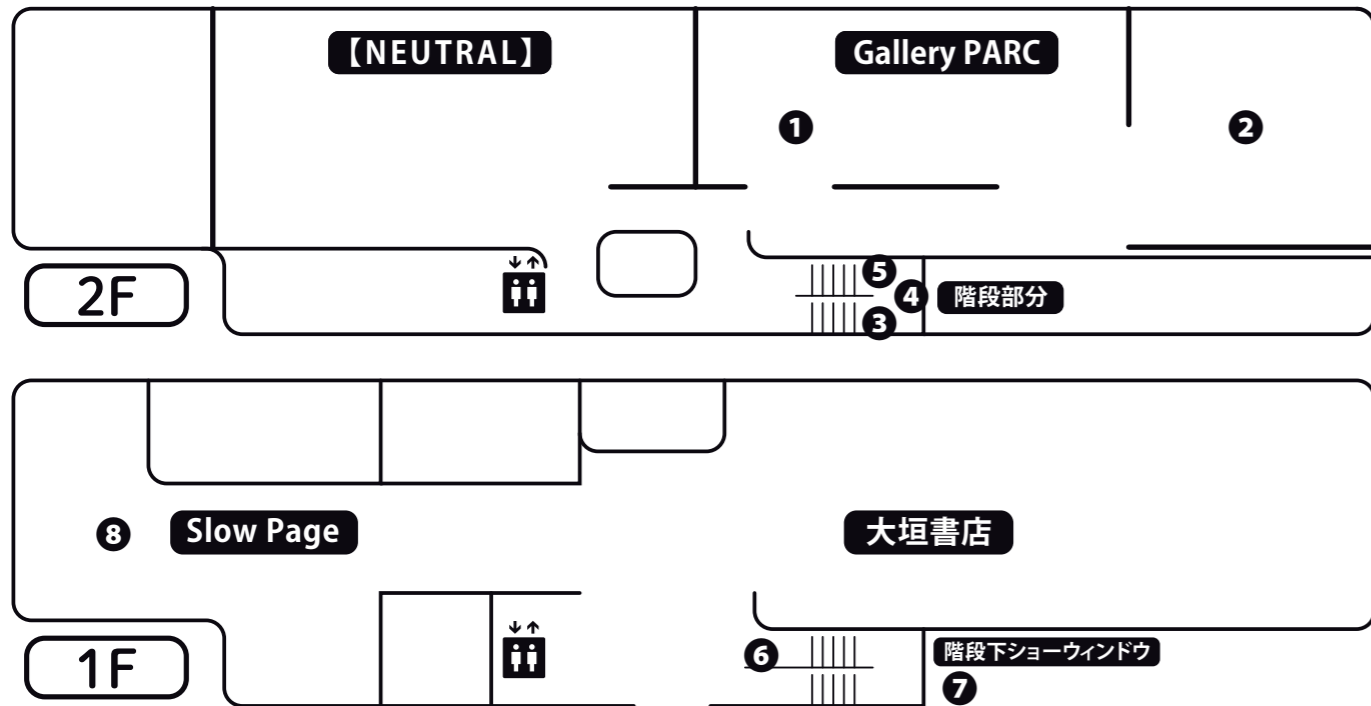 【NEUTRAL】
Gallery PARC
❶
❷
2F
❺
❹
階段部分
❸
❽
Slow Page
大垣書店
1F
❻
階段下ショーウィンドウ
❼